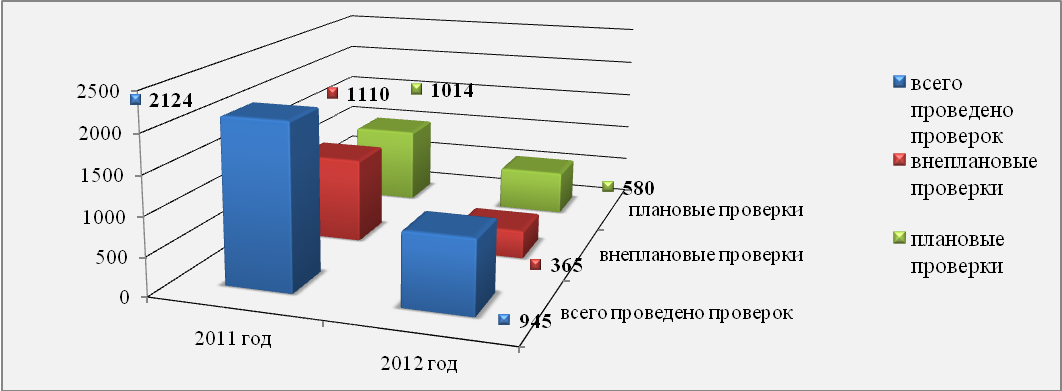 2500
2000
1500
1000
500
0
2124
1110
1014
580
365
945
2011 год
2012 год
плановые проверки
внеплановые проверки
всего проведено проверок
всего
проведено
проверок
внеплановые
проверки
плановые
проверки